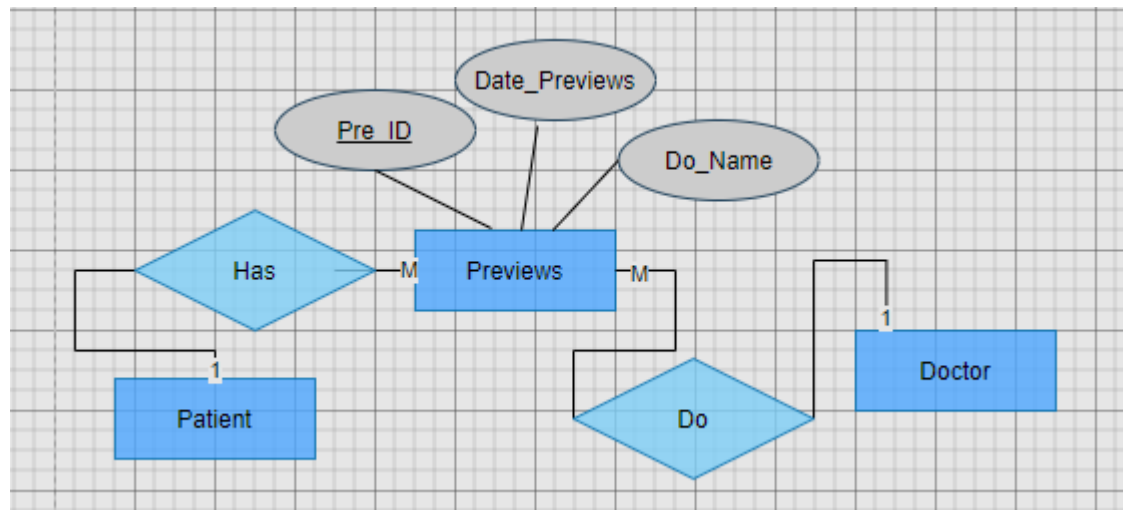 Date_Previews
Pre_ID
Do_Name
Has
M
Previews
M
1
Doctor
1
Patient
Do